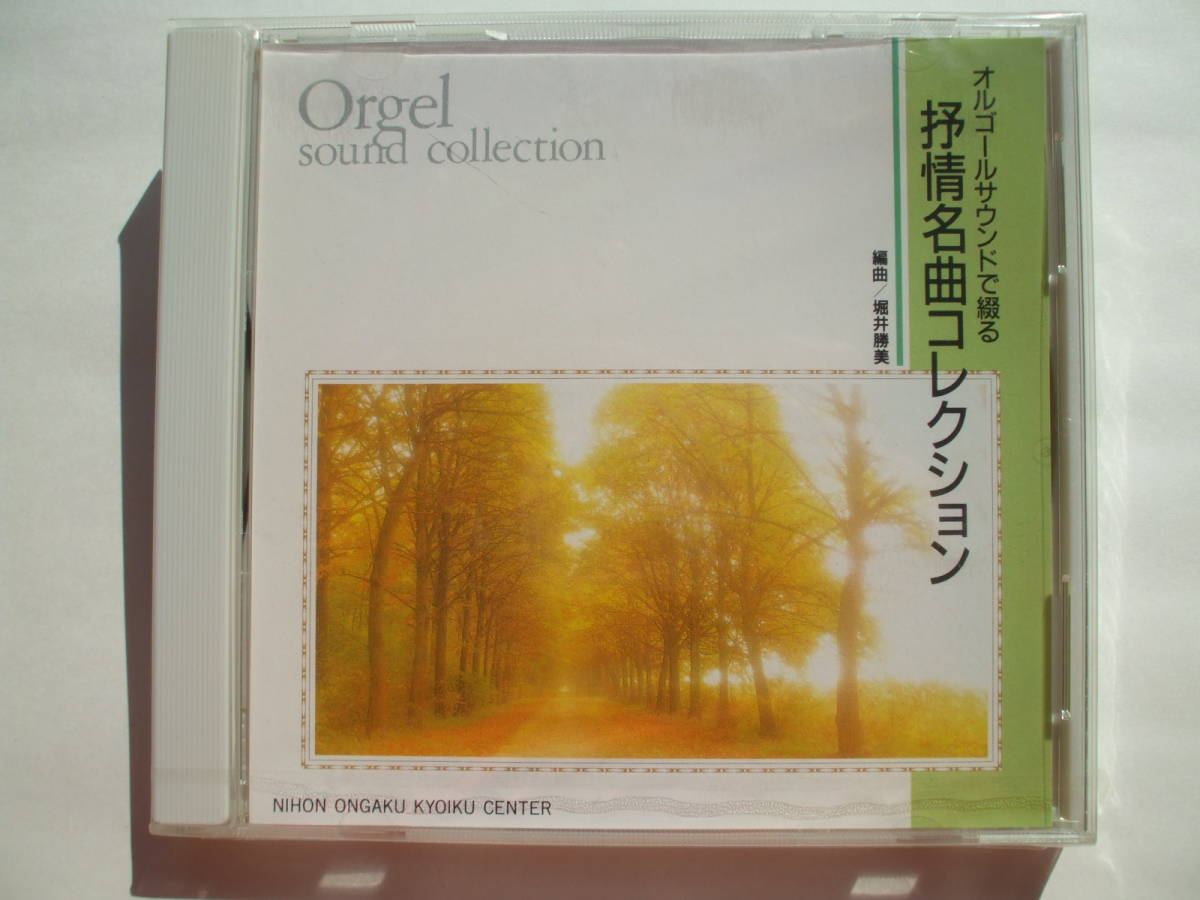 Orgel
sound collection
オルゴールサウンドで綴る
抒情名曲コレクション
編曲／堀井勝美
NIHON ONGAKU KYOIKU CENTER